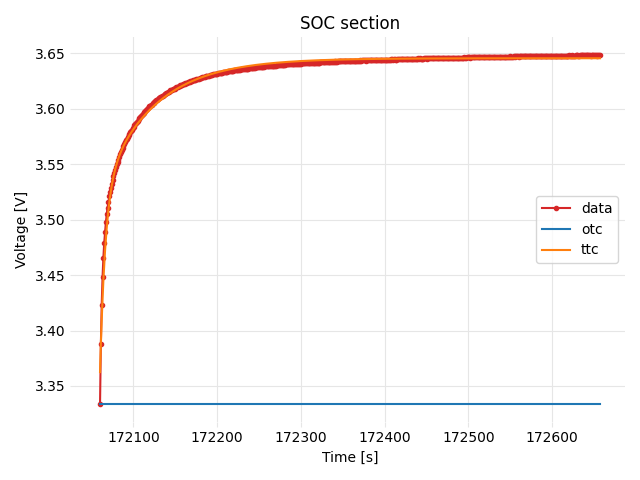 SOC section
3.65
3.60
3.55
3.50
3.45
3.40
3.35
Voltage [V]
data
otc
ttc
172100 172200 172300 172400 172500 172600
Time [s]